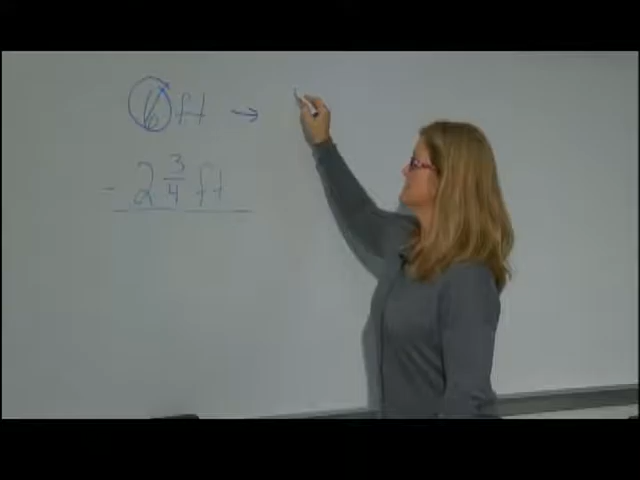 6 ft →
- 2 3/4 ft